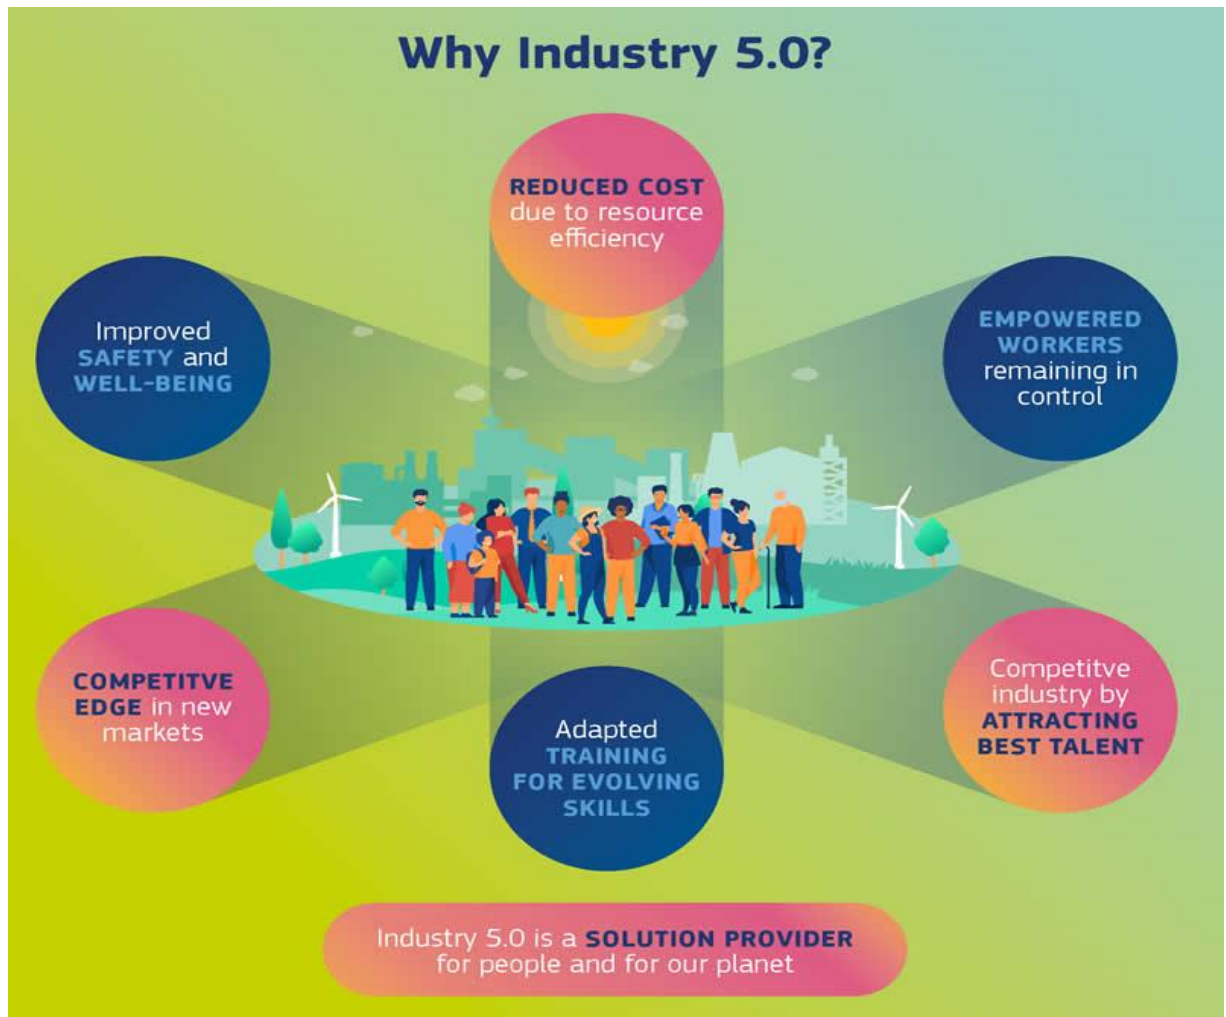 Why Industry 5.0?
REDUCED COST
due to resource
efficiency
Improved
SAFETY and
WELL-BEING
EMPOWERED
WORKERS
remaining in
control
COMPETITVE
EDGE in new
markets
Adapted
TRAINING
FOR EVOLVING
SKILLS
Competitve
industry by
ATTRACTING
BEST TALENT
Industry 5.0 is a SOLUTION PROVIDER
for people and for our planet